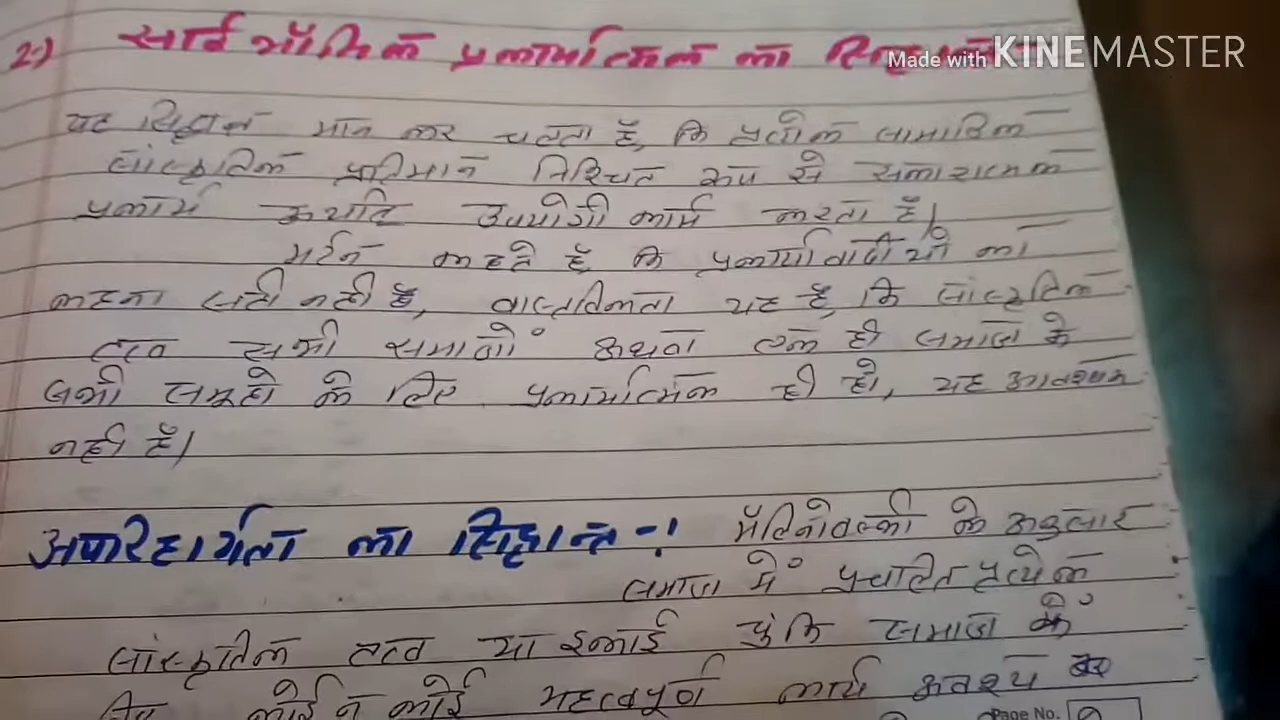 2) सार्वभौमिक प्रकार्यात्मकता का
Made with KINEMASTER
यह सिद्धान्त मान कर चलता है, कि प्रत्येक सामाजिक
सांस्कृतिक प्रतिमान निश्चित रूप से सकारात्मक
प्रकार्य अर्थात उपयोगी कार्य करता है।
मर्टन कहते है कि प्रकार्यावादीयों का
कहना सही नही है, वास्तविकता यह है, कि सांस्कृतिक
तत्व सभी समाजों अथवा एक ही समाज के
सभी समूहो के लिए प्रकार्यात्मक ही हो, यह आवश्यक
नही है।
अपरिहार्यता का सिद्धान्त -! मैलिनोवस्की के अनुसार
समाज में प्रचलित प्रत्येक
सांस्कृतिक तत्व या इकाई चुंकि समाज के
लिए कोई न कोई महत्वपूर्ण कार्य अवश्य
Page No.